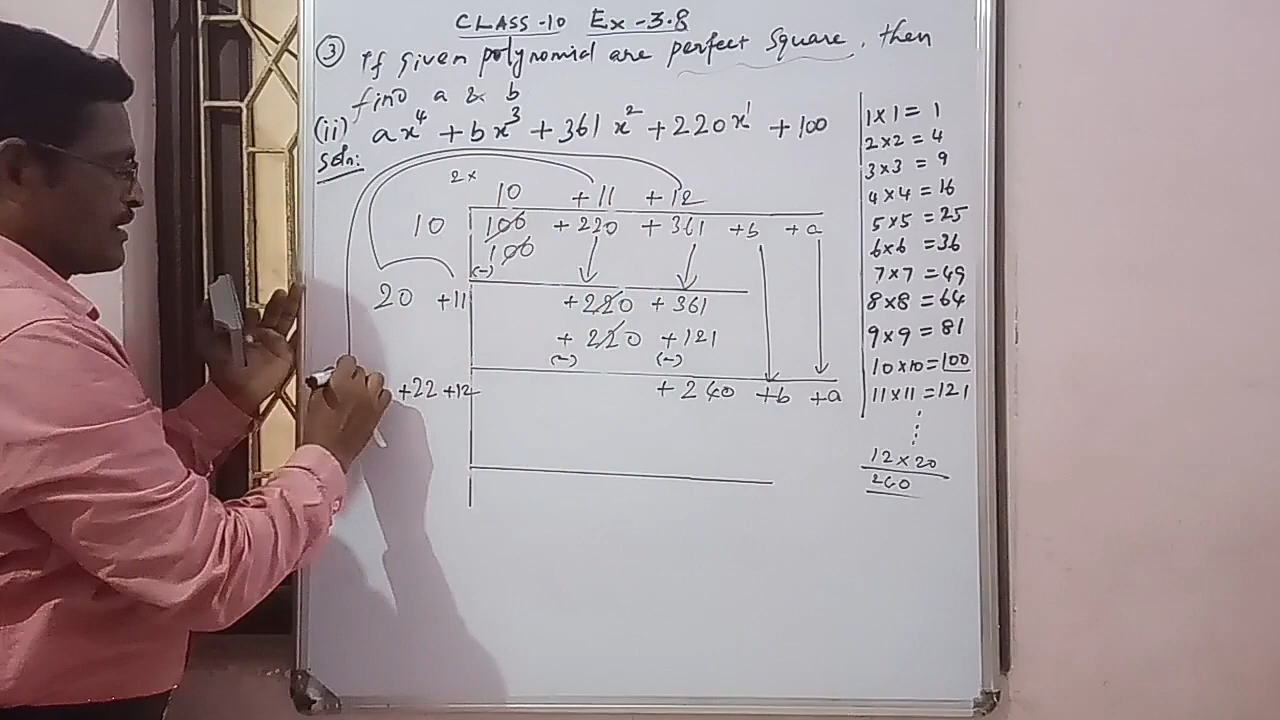 CLASS-10 Ex-3.8
③ If given polynomial are perfect square, then
find a & b
(ii) ax⁴ + bx³ + 361x² + 220x¹ + 100
Soln:
2×
10 +11 +12
10 100 +220 +361 +b +a
100
(-)
20 +11 +220 +361
+220 +121
(-) (-)
+22 +12 +240 +b +a
1×1 = 1
2×2 = 4
3×3 = 9
4×4 = 16
5×5 = 25
6×6 = 36
7×7 = 49
8×8 = 64
9×9 = 81
10×10 = 100
11×11 = 121
⋮
12×20
240